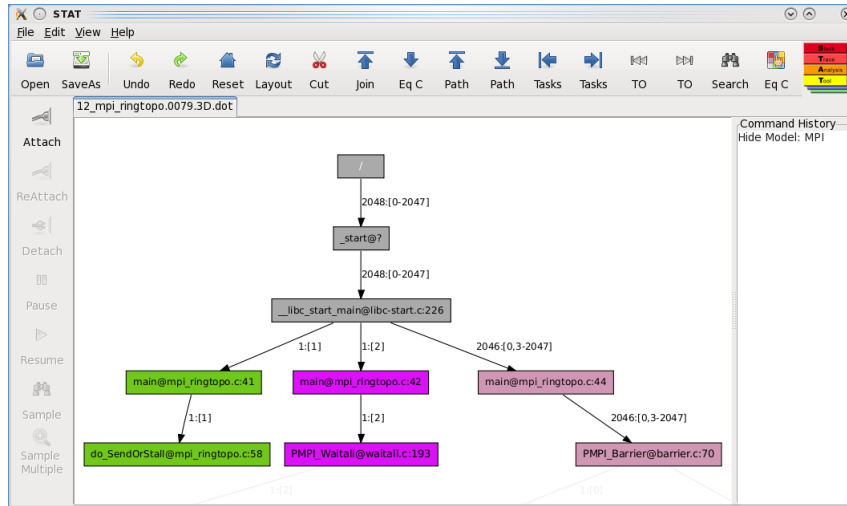 STAT
File Edit View Help
Open SaveAs Undo Redo Reset Layout Cut Join Eq C Path Path Tasks Tasks TO TO Search Eq C
Stack
Trace
Analysis
Tool
12_mpi_ringtopo.0079.3D.dot
Attach
ReAttach
Detach
Pause
Resume
Sample
Sample
Multiple
Command History
Hide Model: MPI
/
2048:[0-2047]
_start@?
2048:[0-2047]
__libc_start_main@libc-start.c:226
1:[1] 1:[2] 2046:[0,3-2047]
main@mpi_ringtopo.c:41 main@mpi_ringtopo.c:42 main@mpi_ringtopo.c:44
1:[1] 1:[2] 2046:[0,3-2047]
do_SendOrStall@mpi_ringtopo.c:58 PMPI_Waitall@waitall.c:193 PMPI_Barrier@barrier.c:70
1:[2] 1:[0]